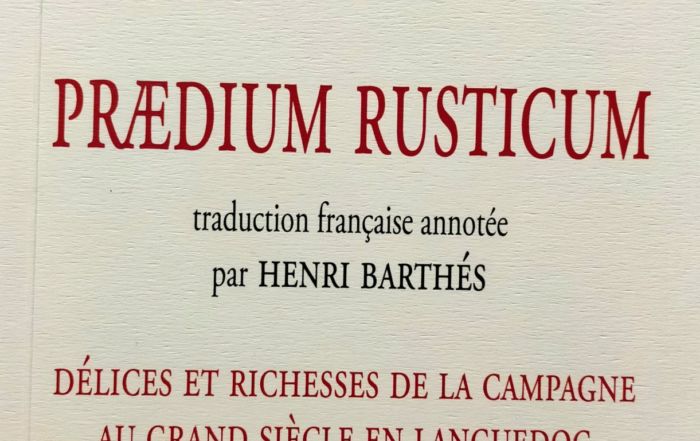 PRÆDIUM RUSTICUM
traduction française annotée
par HENRI BARTHÉS
DÉLICES ET RICHESSES DE LA CAMPAGNE
AU GRAND SIÈCLE EN LANGUEDOC